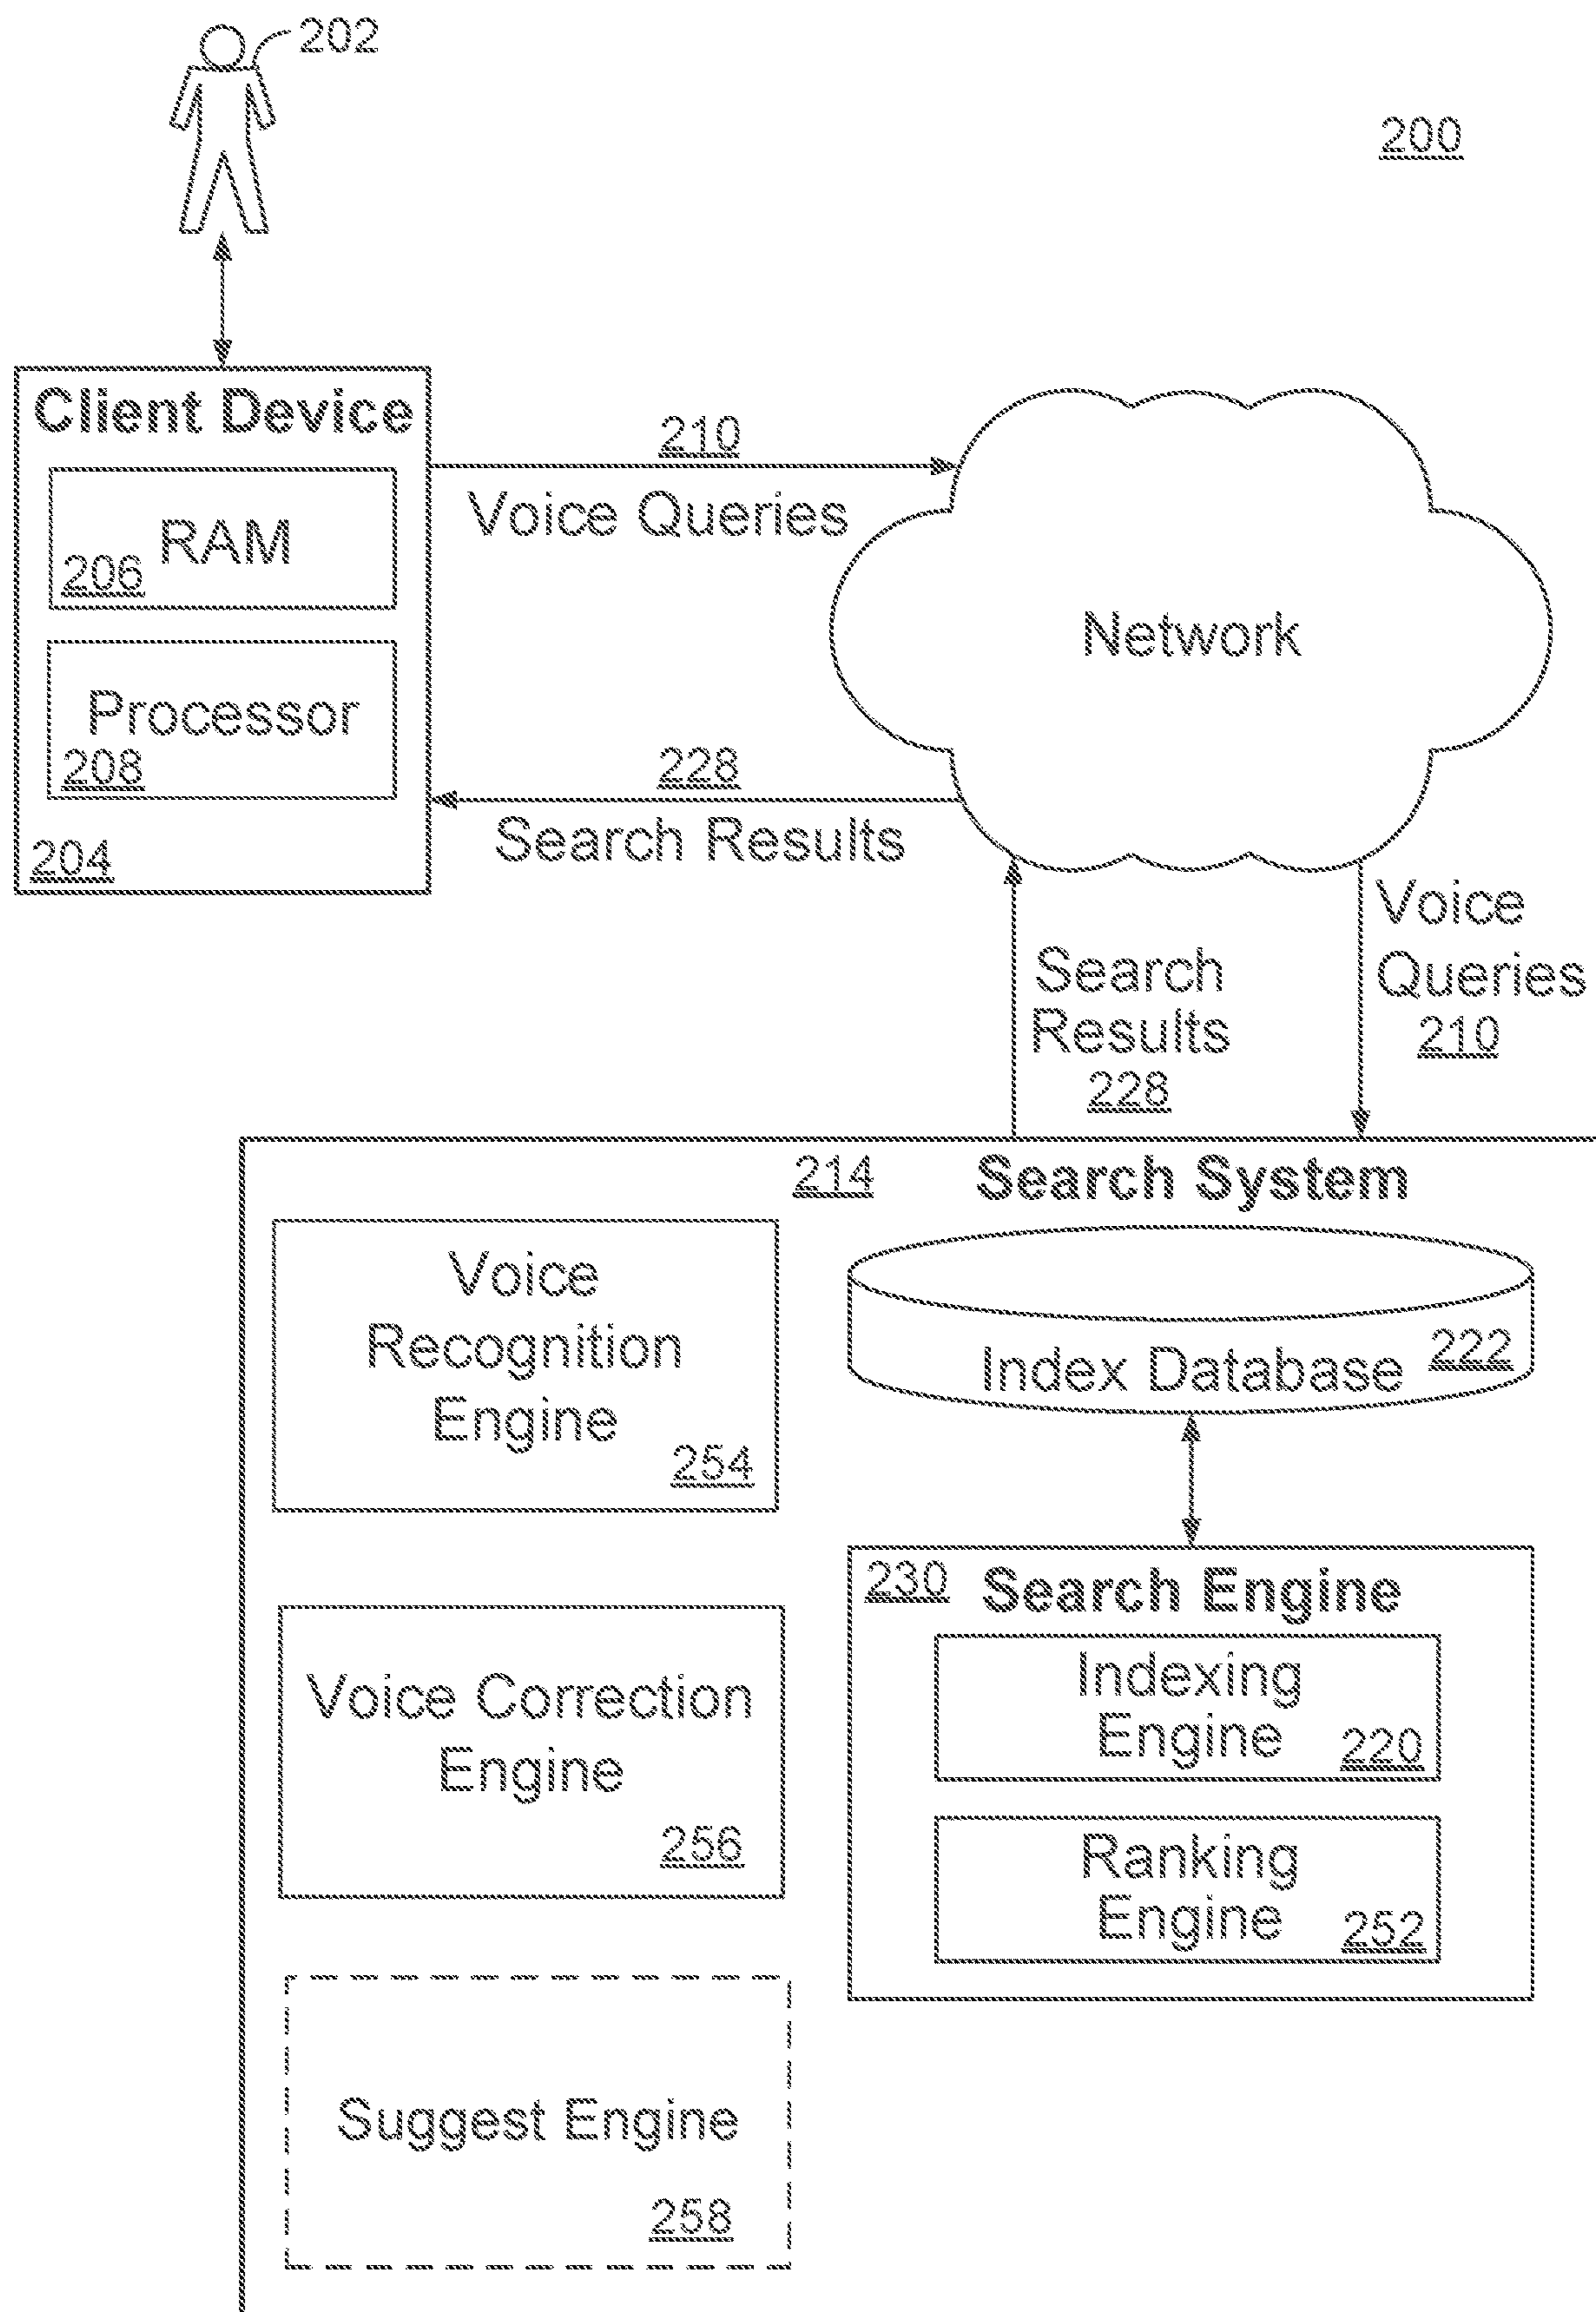 202
200
Client Device
RAM
206
Processor
208
204
210
Voice Queries
Network
228
Search Results
Voice
Queries
210
Search
Results
228
214
Search System
Voice
Recognition
Engine
254
Index Database
222
230
Search Engine
Indexing
Engine
220
Ranking
Engine
252
Voice Correction
Engine
256
Suggest Engine
258